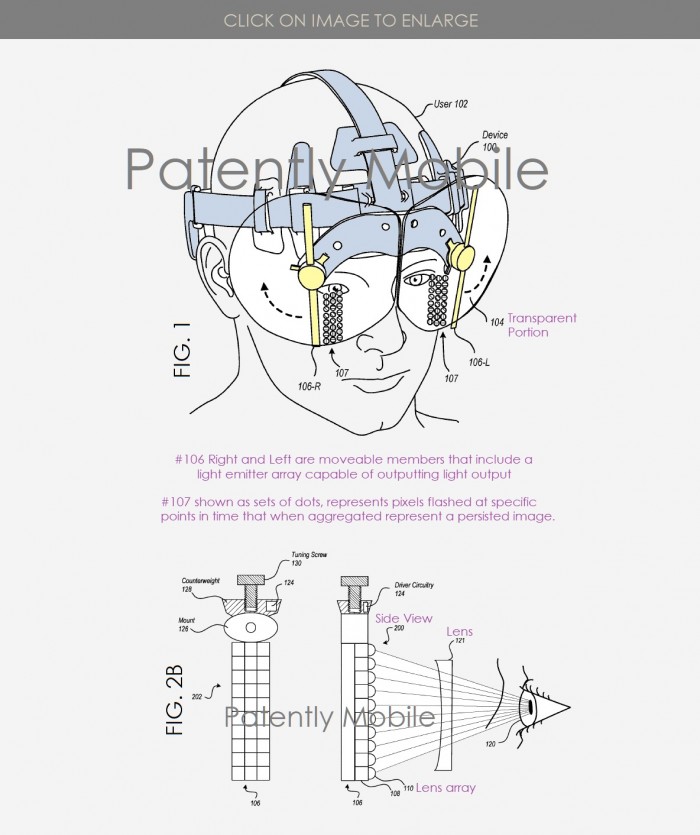 CLICK ON IMAGE TO ENLARGE
User 102
Device
100
Patently Mobile
104
Transparent
Portion
FIG. 1
106-L
107
107
106-R
#106 Right and Left are moveable members that include a
light emitter array capable of outputting light output
#107 shown as sets of dots, represents pixels flashed at specific
points in time that when aggregated represent a persisted image.
Tuning Screw
130
Counterweight
128
124
Driver Circuitry
124
Mount
126
Side View
200
Lens
121
FIG. 2B
202
Patently Mobile
120
106
106
108
110
Lens array